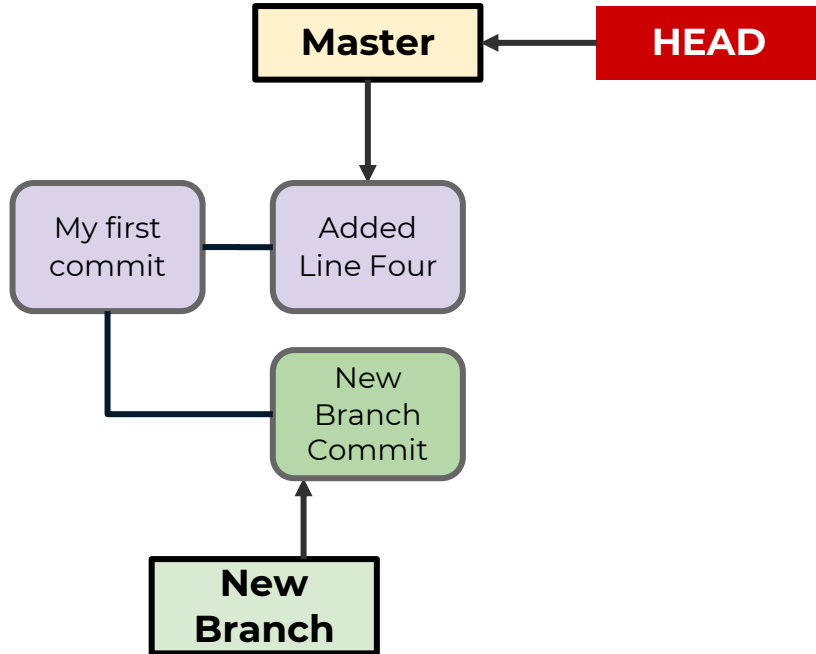 Master
HEAD
My first
commit
Added
Line Four
New
Branch
Commit
New
Branch